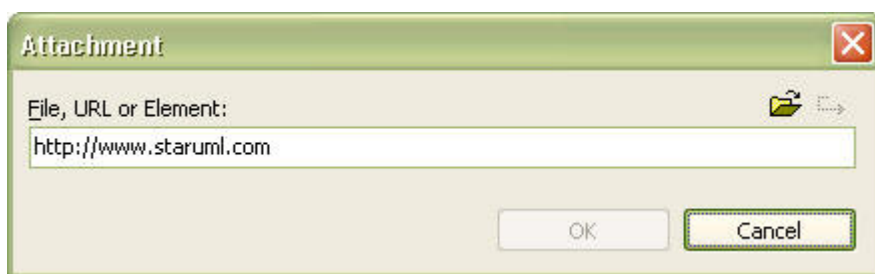 Attachment
File, URL or Element:
http://www.staruml.com
OK
Cancel